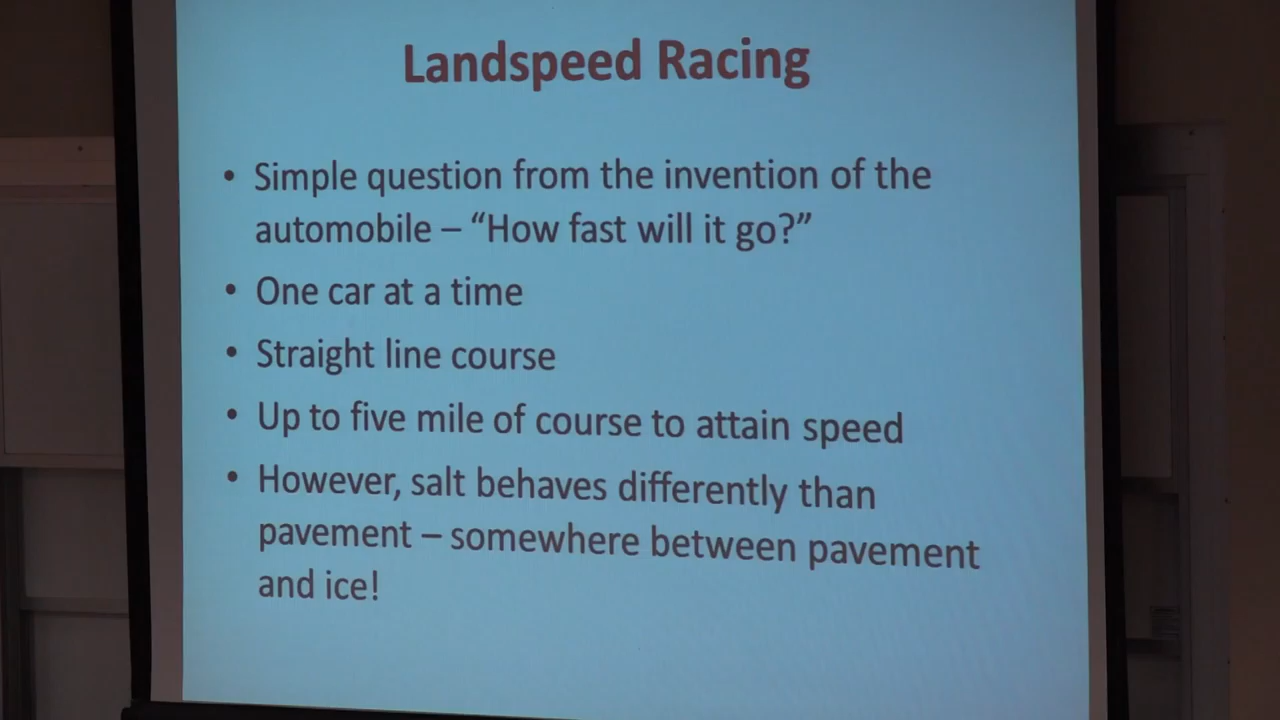 Landspeed Racing
• Simple question from the invention of the
automobile – “How fast will it go?”
• One car at a time
• Straight line course
• Up to five mile of course to attain speed
• However, salt behaves differently than
pavement – somewhere between pavement
and ice!